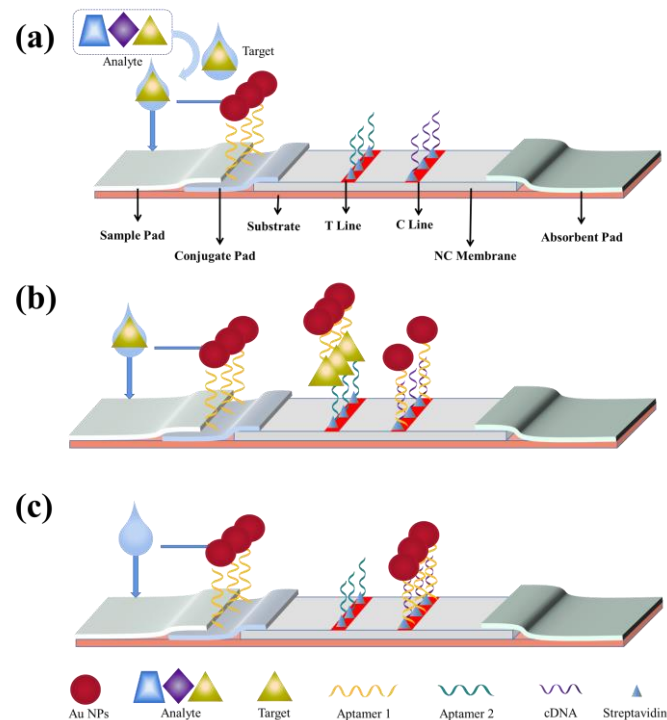 (a)
Analyte
Target
Sample Pad
Conjugate Pad
Substrate
T Line
C Line
NC Membrane
Absorbent Pad
(b)
(c)
Au NPs
Analyte
Target
Aptamer 1
Aptamer 2
cDNA
Streptavidin